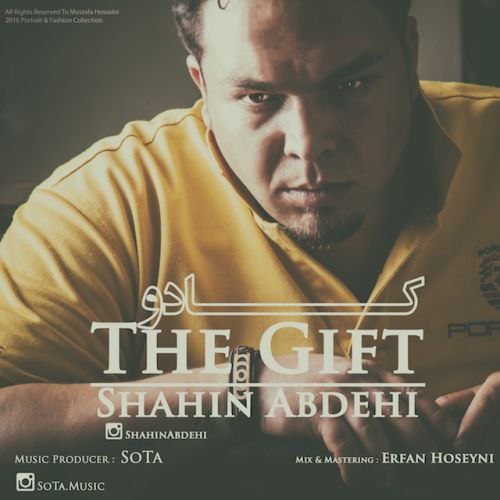 All Rights Reserved To Mostafa Hosseini
2016 Portrait & Fashion Collection
کادو
The Gift
Shahin Abdehi
ShahinAbdehi
Music Producer : SoTa
Mix & Mastering : Erfan Hoseyni
SoTa.Music